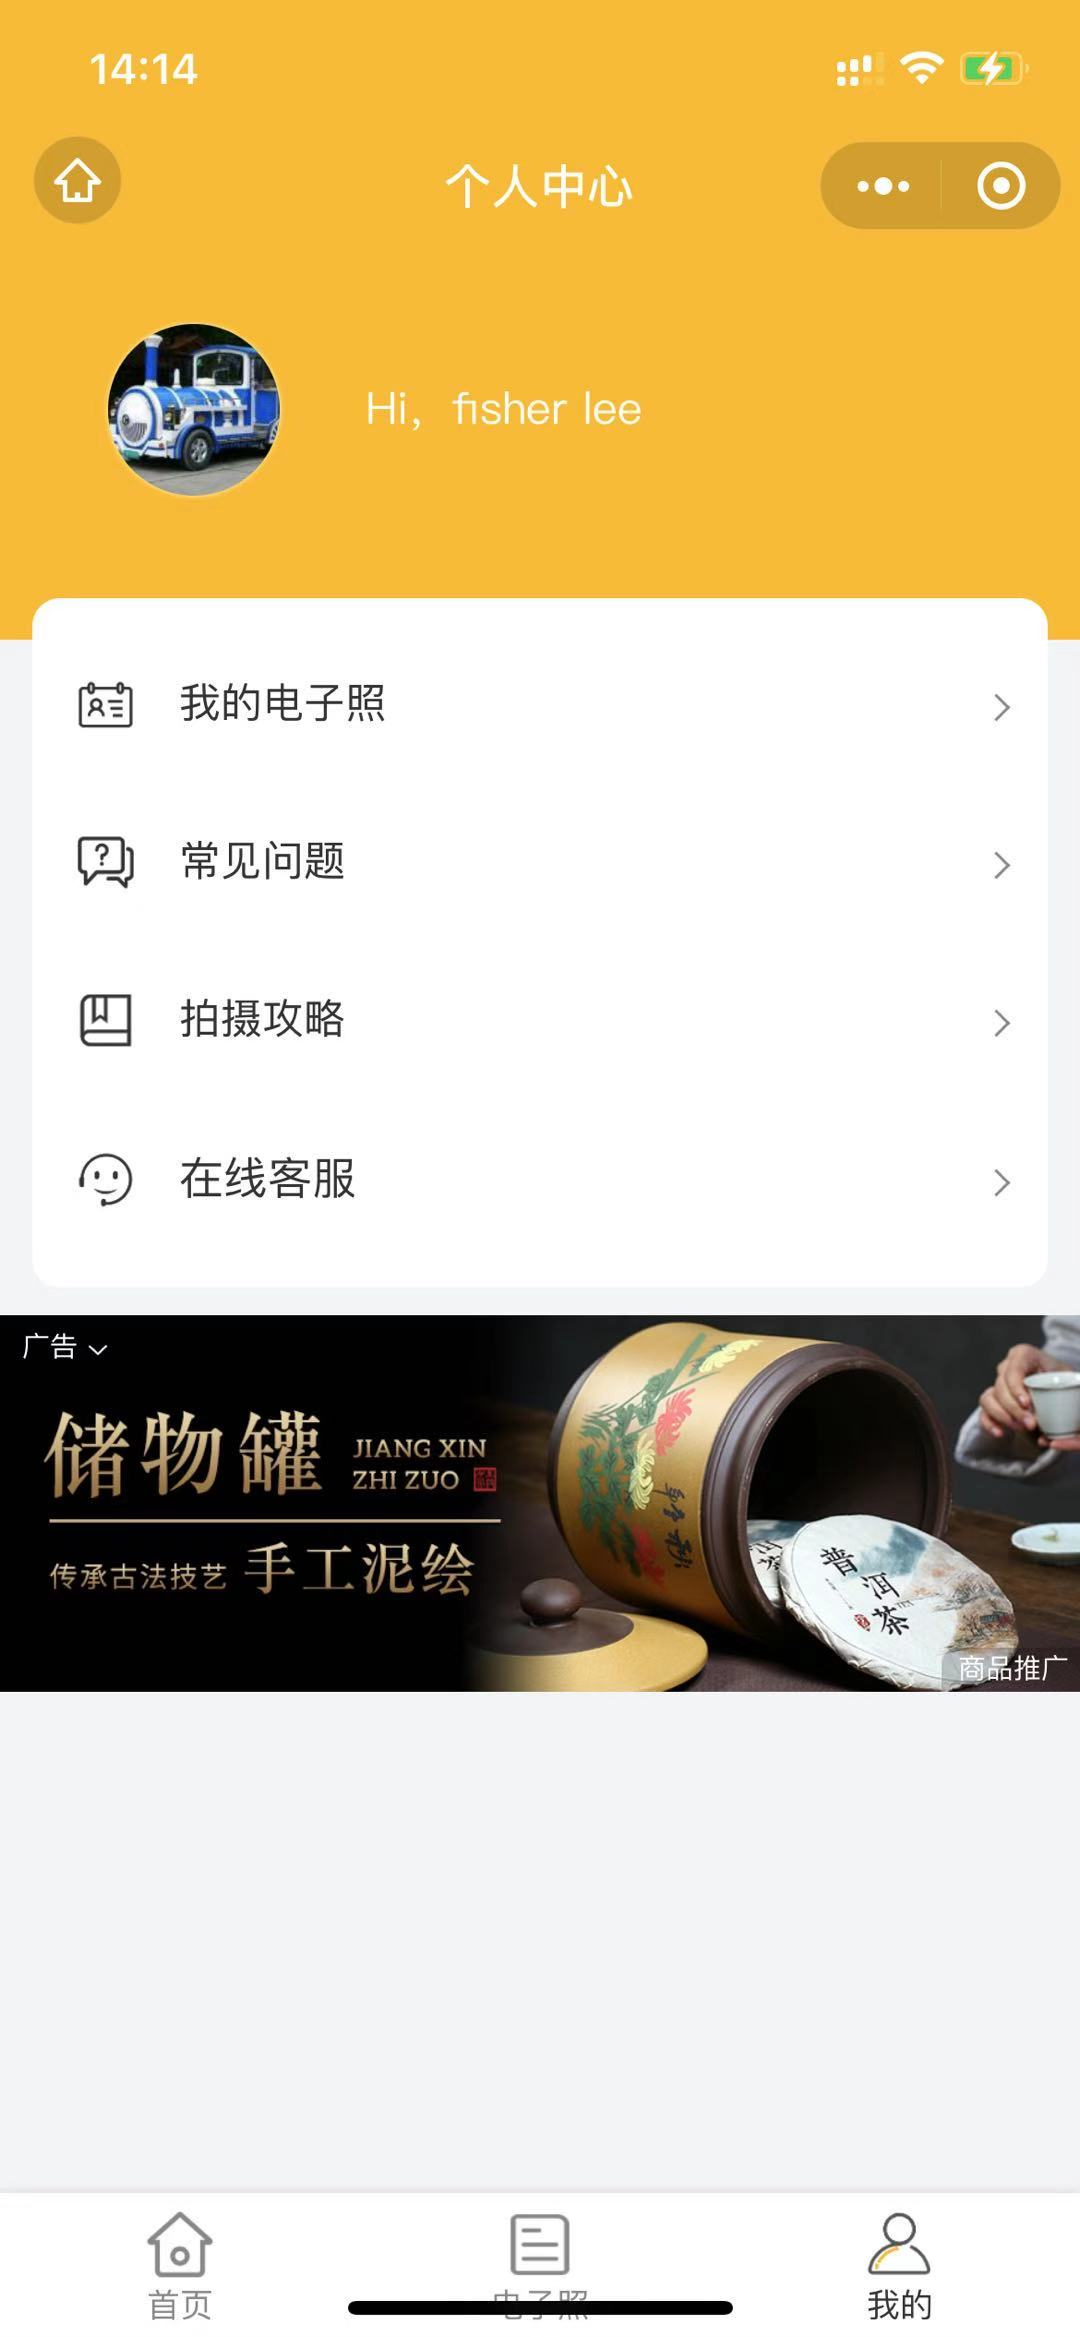 14:14
个人中心
Hi，fisher lee
我的电子照
常见问题
拍摄攻略
在线客服
广告
储物罐
JIANG XIN
ZHI ZUO
传承古法技艺 手工泥绘
普洱茶
商品推广
首页
电子照
我的